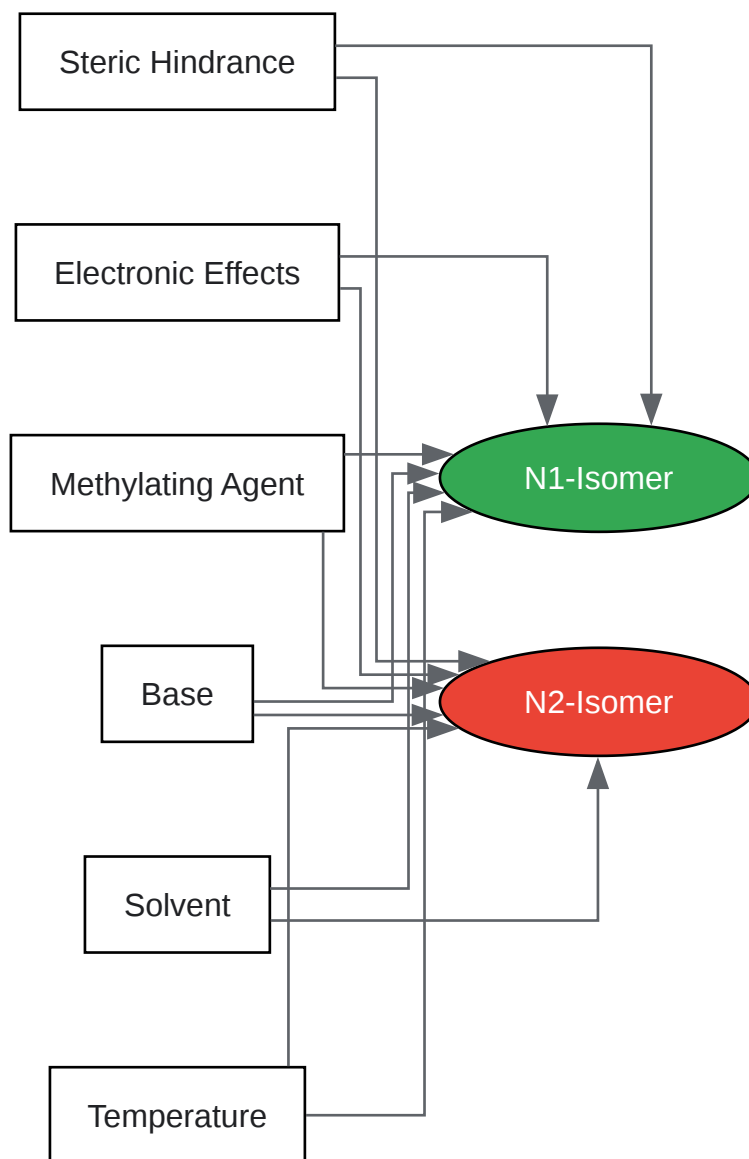 Steric Hindrance
Electronic Effects
Methylating Agent
N1-Isomer
Base
N2-Isomer
Solvent
Temperature